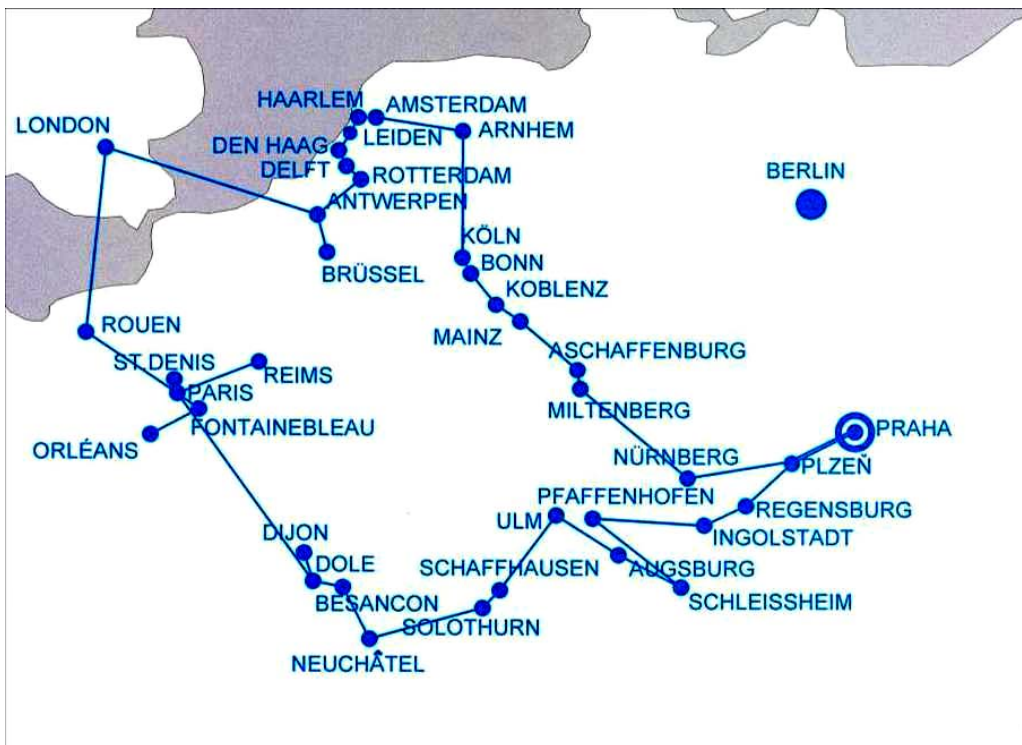 HAARLEM
AMSTERDAM
LONDON
LEIDEN
ARNHEM
DEN HAAG
DELFT
ROTTERDAM
BERLIN
ANTWERPEN
KÖLN
BONN
BRÜSSEL
KOBLENZ
ROUEN
MAINZ
ST.DENIS
REIMS
ASCHAFFENBURG
PARIS
MILTENBERG
FONTAINEBLEAU
PRAHA
ORLÉANS
NÜRNBERG
PLZEŇ
PFAFFENHOFEN
REGENSBURG
ULM
INGOLSTADT
DIJON
DOLE
SCHAFFHAUSEN
AUGSBURG
BESANCON
SCHLEISSHEIM
SOLOTHURN
NEUCHÂTEL